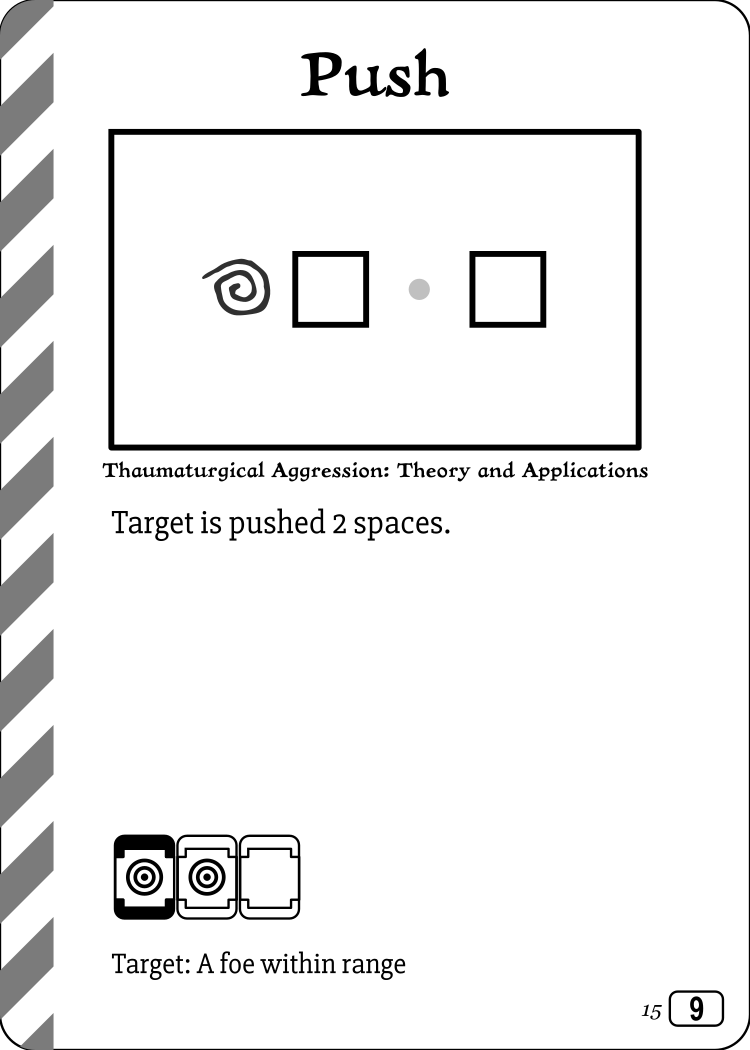 Push
Thaumaturgical Aggression: Theory and Applications
Target is pushed 2 spaces.
Target: A foe within range
15 9